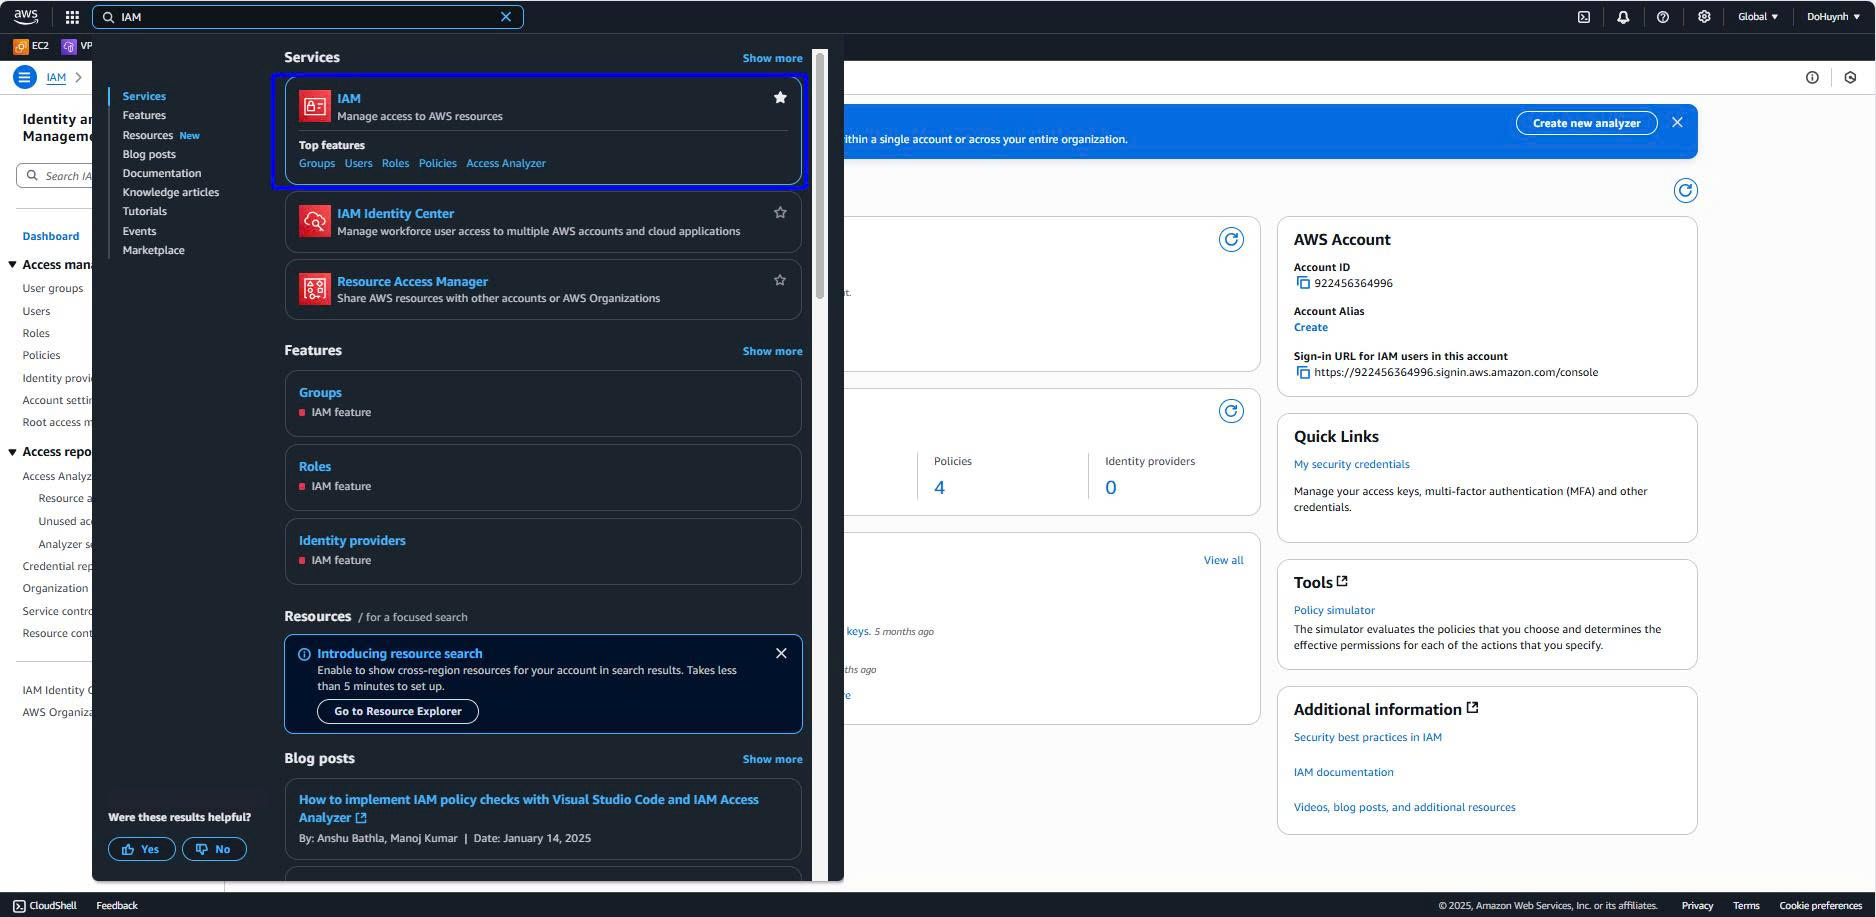 aws
IAM
Global
DoHuynh
EC2
VP
IAM
Identity ar
Manageme
Search IA
Dashboard
Access mana
User groups
Users
Roles
Policies
Identity provi
Account settin
Root access m
Access repo
Access Analyz
Resource a
Unused ac
Analyzer s
Credential rep
Organization
Service contro
Resource cont
IAM Identity C
AWS Organiza
Services
Features
Resources New
Blog posts
Documentation
Knowledge articles
Tutorials
Events
Marketplace
Were these results helpful?
Yes
No
Services
Show more
IAM
Manage access to AWS resources
Top features
Groups Users Roles Policies Access Analyzer
IAM Identity Center
Manage workforce user access to multiple AWS accounts and cloud applications
Resource Access Manager
Share AWS resources with other accounts or AWS Organizations
Features
Show more
Groups
IAM feature
Roles
IAM feature
Identity providers
IAM feature
Resources / for a focused search
Introducing resource search
Enable to show cross-region resources for your account in search results. Takes less
than 5 minutes to set up.
Go to Resource Explorer
Blog posts
Show more
How to implement IAM policy checks with Visual Studio Code and IAM Access
Analyzer
By: Anshu Bathla, Manoj Kumar | Date: January 14, 2025
ithin a single account or across your entire organization.
Create new analyzer
Policies
4
Identity providers
0
View all
keys. 5 months ago
ths ago
AWS Account
Account ID
922456364996
Account Alias
Create
Sign-in URL for IAM users in this account
https://922456364996.signin.aws.amazon.com/console
Quick Links
My security credentials
Manage your access keys, multi-factor authentication (MFA) and other
credentials.
Tools
Policy simulator
The simulator evaluates the policies that you choose and determines the
effective permissions for each of the actions that you specify.
Additional information
Security best practices in IAM
IAM documentation
Videos, blog posts, and additional resources
CloudShell
Feedback
© 2025, Amazon Web Services, Inc. or its affiliates.
Privacy
Terms
Cookie preferences